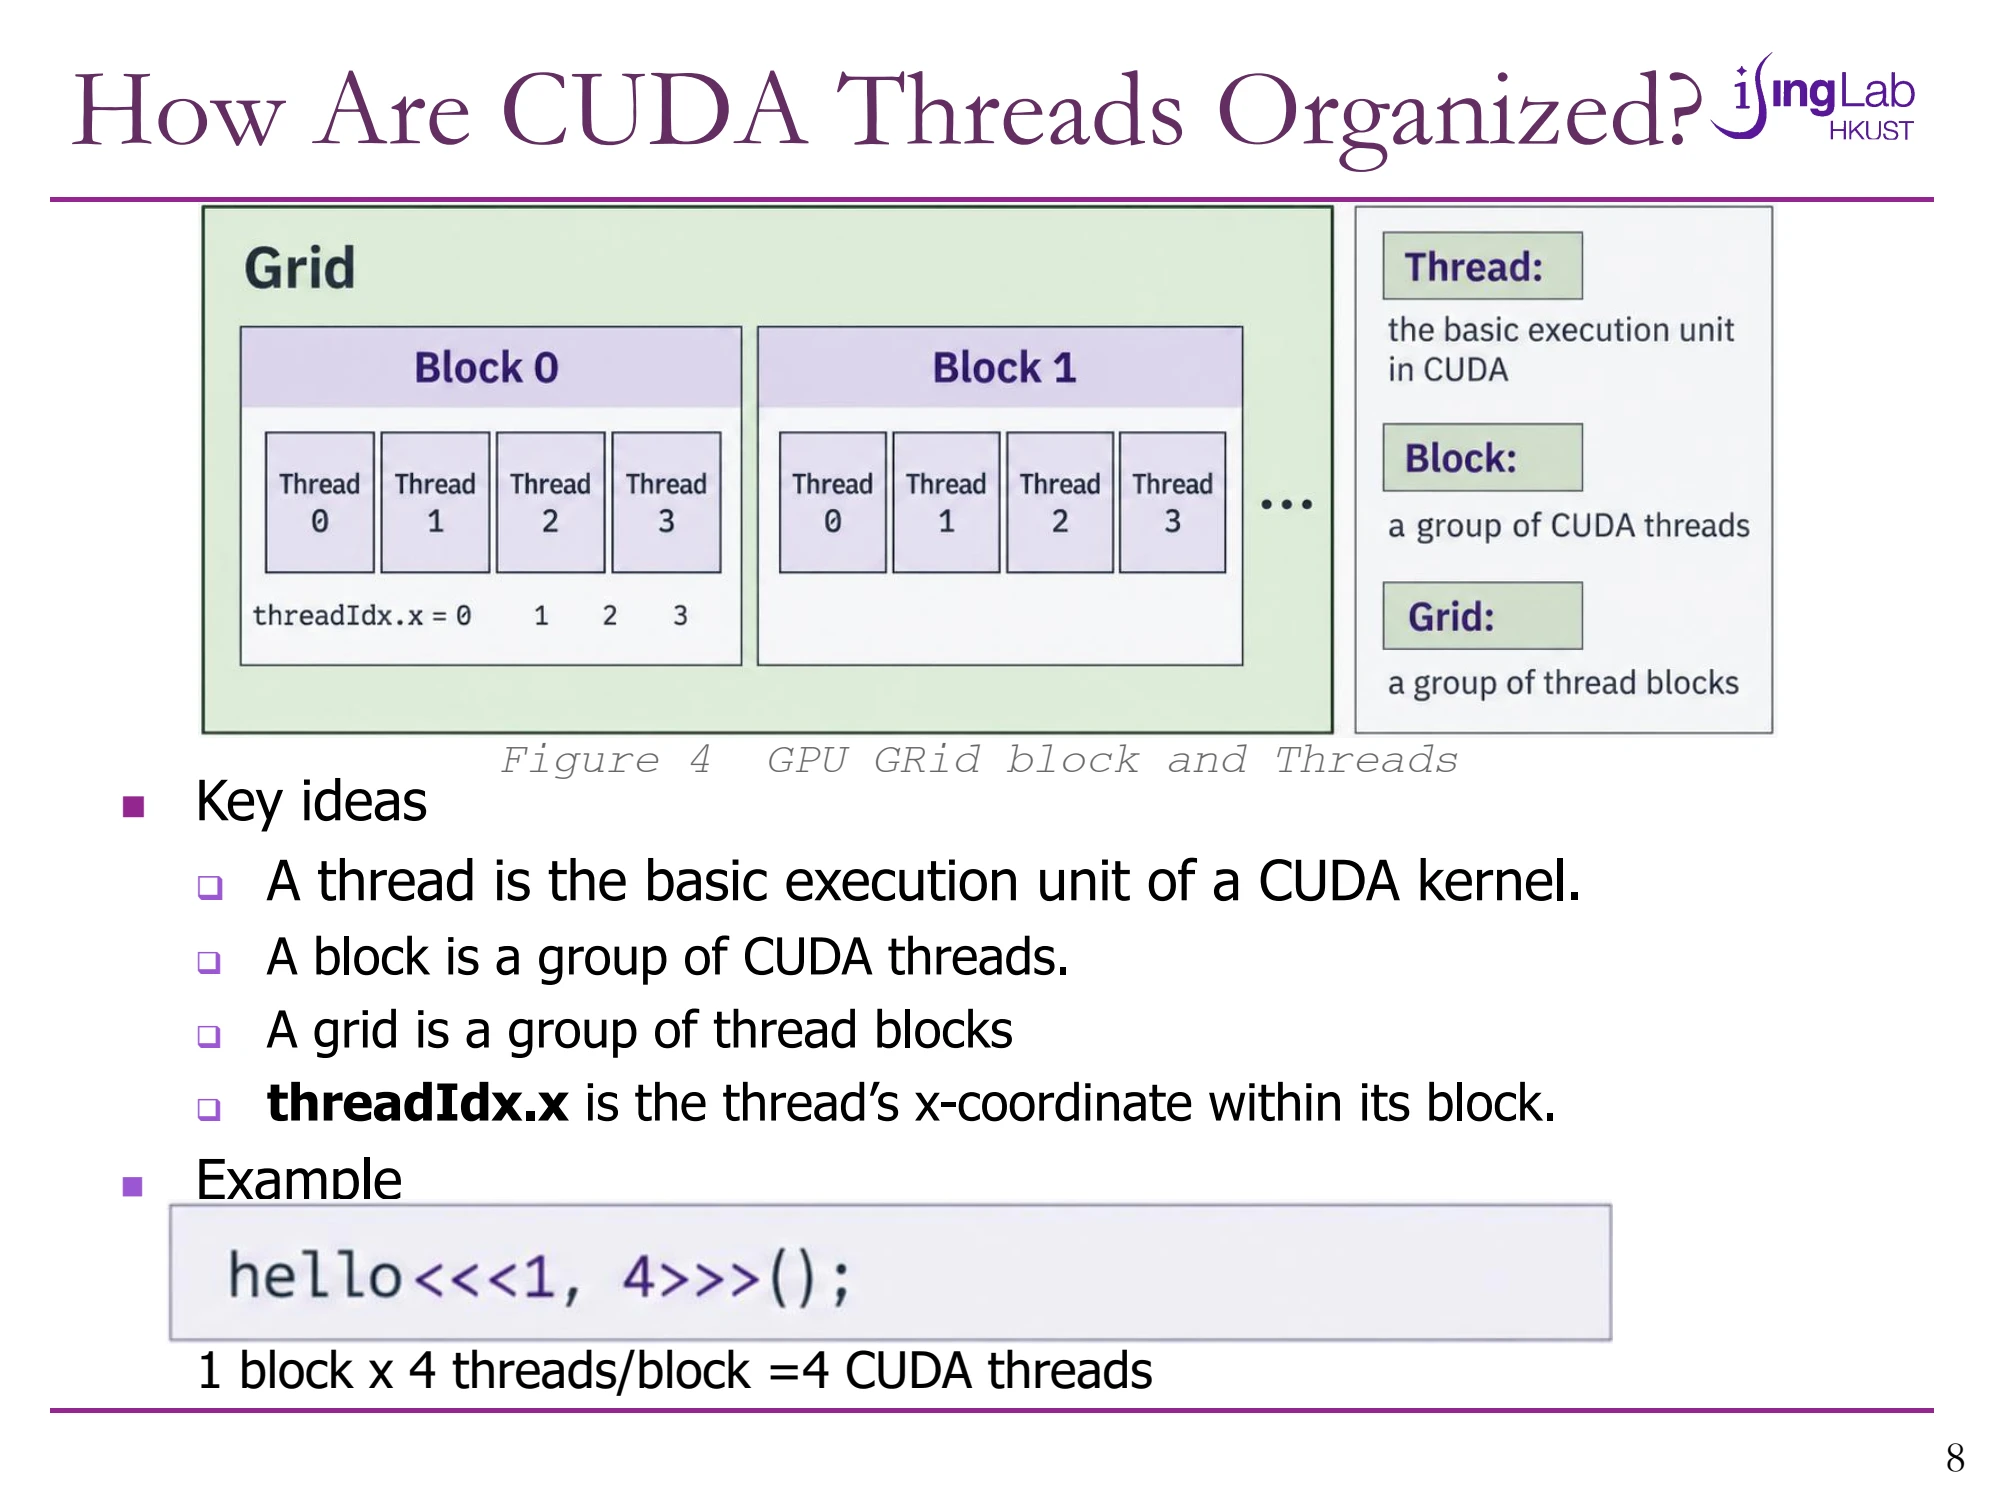 How Are CUDA Threads Organized?
ingLab
HKUST
Grid
Block 0
Thread 0
Thread 1
Thread 2
Thread 3
threadIdx.x = 0 1 2 3
Block 1
Thread 0
Thread 1
Thread 2
Thread 3
...
Thread:
the basic execution unit
in CUDA
Block:
a group of CUDA threads
Grid:
a group of thread blocks
Figure 4 GPU GRid block and Threads
Key ideas
A thread is the basic execution unit of a CUDA kernel.
A block is a group of CUDA threads.
A grid is a group of thread blocks
threadIdx.x is the thread’s x-coordinate within its block.
Example
hello<<<1, 4>>>();
1 block x 4 threads/block =4 CUDA threads
8